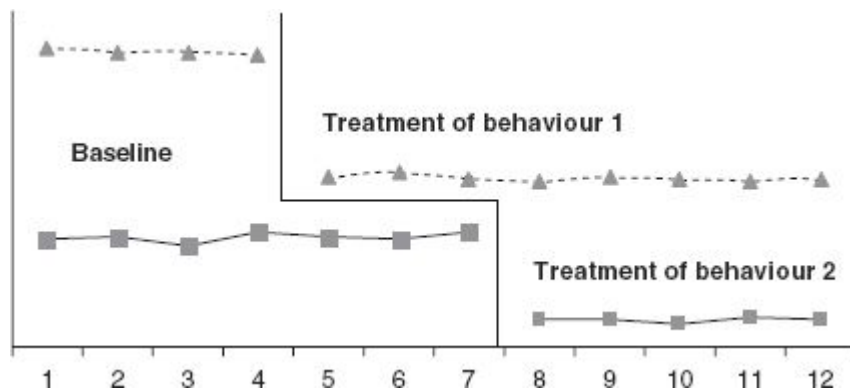 Treatment of behaviour 1
Baseline
Treatment of behaviour 2
1 2 3 4 5 6 7 8 9 10 11 12